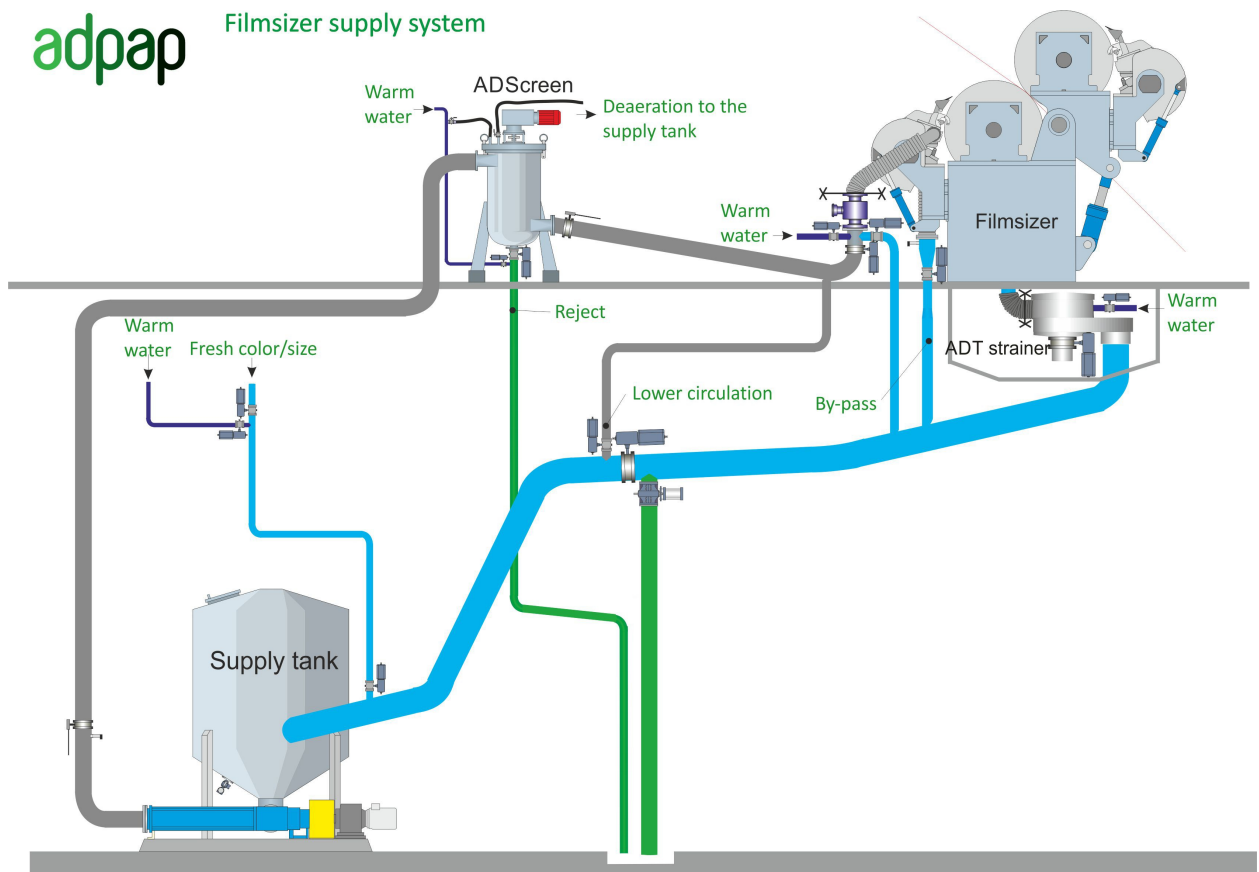 adpap
Filmsizer supply system
ADScreen
Warm
water
Deaeration to the
supply tank
Warm
water
Filmsizer
Warm
water
Reject
ADT strainer
Warm
water
Fresh color/size
Lower circulation
By-pass
Supply tank